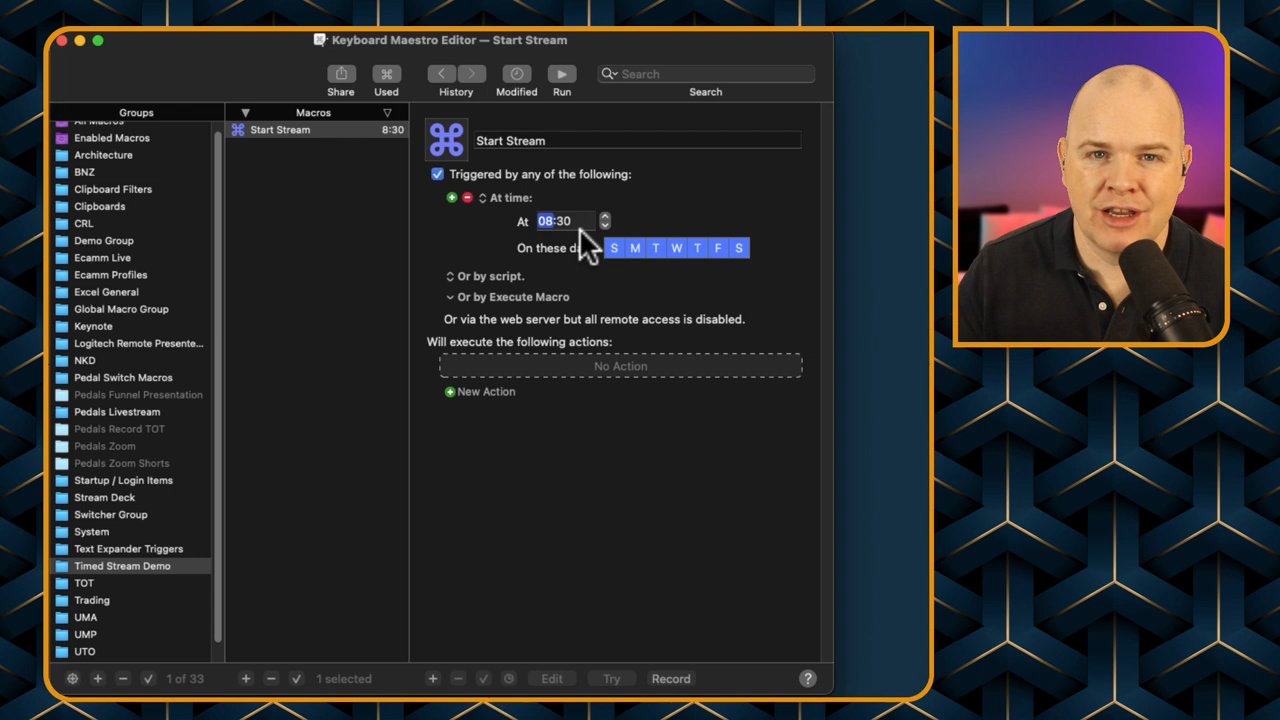 Keyboard Maestro Editor — Start Stream
Share
Used
History
Modified
Run
Search
Search
Groups
Macros
All Macros
Enabled Macros
Architecture
BNZ
Clipboard Filters
Clipboards
CRL
Demo Group
Ecamm Live
Ecamm Profiles
Excel General
Global Macro Group
Keynote
Logitech Remote Presente...
NKD
Pedal Switch Macros
Pedals Funnel Presentation
Pedals Livestream
Pedals Record TOT
Pedals Zoom
Pedals Zoom Shorts
Startup / Login Items
Stream Deck
Switcher Group
System
Text Expander Triggers
Timed Stream Demo
TOT
Trading
UMA
UMP
UTO
1 of 33
Start Stream 8:30
1 selected
Start Stream
Triggered by any of the following:
At time:
At 08:30
On these S M T W T F S
Or by script.
Or by Execute Macro
Or via the web server but all remote access is disabled.
Will execute the following actions:
No Action
New Action
Edit
Try
Record
?